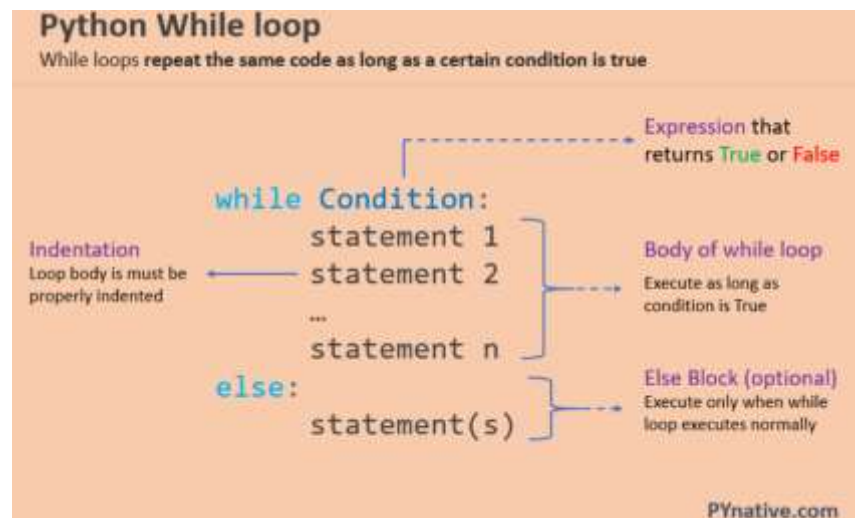 Python While loop
While loops repeat the same code as long as a certain condition is true
Expression that
returns True or False
while Condition:
statement 1
statement 2
...
statement n
Indentation
Loop body is must be
properly indented
Body of while loop
Execute as long as
condition is True
else:
statement(s)
Else Block (optional)
Execute only when while
loop executes normally
PYnative.com